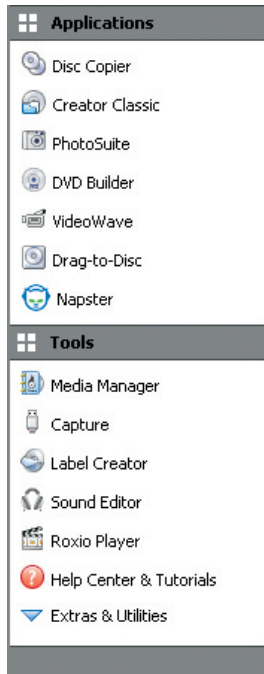 Applications
Disc Copier
Creator Classic
PhotoSuite
DVD Builder
VideoWave
Drag-to-Disc
Napster
Tools
Media Manager
Capture
Label Creator
Sound Editor
Roxio Player
Help Center & Tutorials
Extras & Utilities